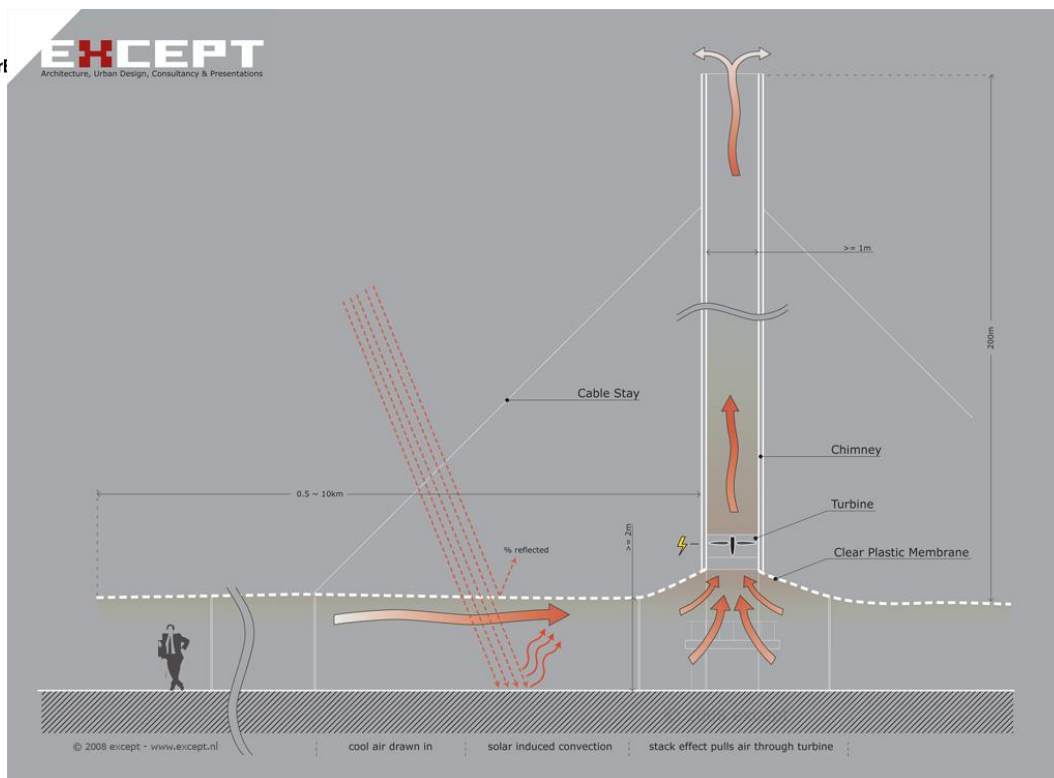 EXCEPT
Architecture, Urban Design, Consultancy & Presentations
>= 1m
200m
Cable Stay
Chimney
0.5 ~ 10km
Turbine
>= 2m
% reflected
Clear Plastic Membrane
© 2008 except - www.except.nl
cool air drawn in
solar induced convection
stack effect pulls air through turbine